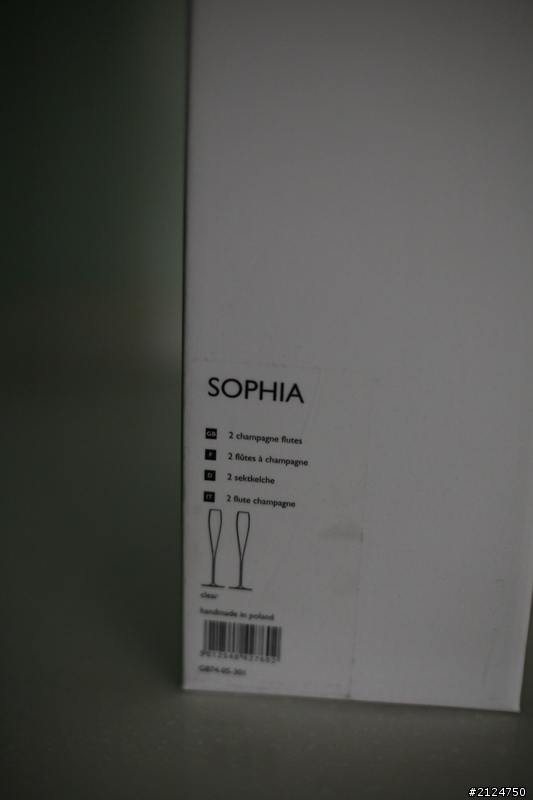 SOPHIA
GB 2 champagne flutes
F 2 flûtes à champagne
D 2 sektkelche
IT 2 flute champagne
clear
handmade in poland
#2124750